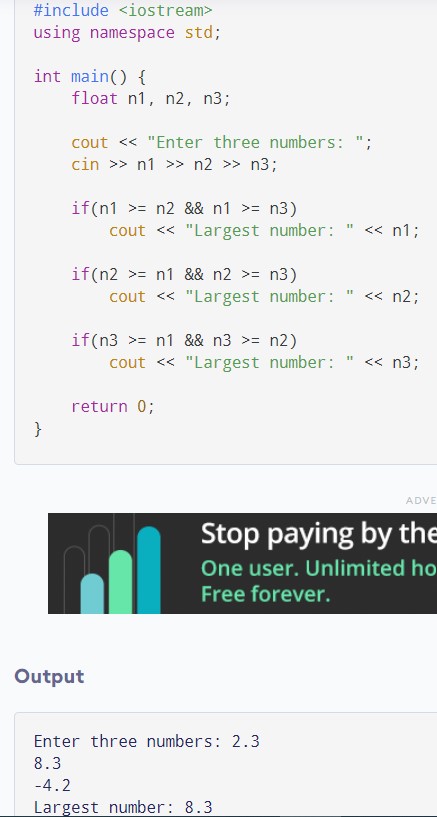 #include <iostream>
using namespace std;
int main() {
    float n1, n2, n3;
    cout << "Enter three numbers: ";
    cin >> n1 >> n2 >> n3;
    if(n1 >= n2 && n1 >= n3)
        cout << "Largest number: " << n1;
    if(n2 >= n1 && n2 >= n3)
        cout << "Largest number: " << n2;
    if(n3 >= n1 && n3 >= n2)
        cout << "Largest number: " << n3;
    return 0;
}
ADVE
Stop paying by the
One user. Unlimited ho
Free forever.
Output
Enter three numbers: 2.3
8.3
-4.2
Largest number: 8.3